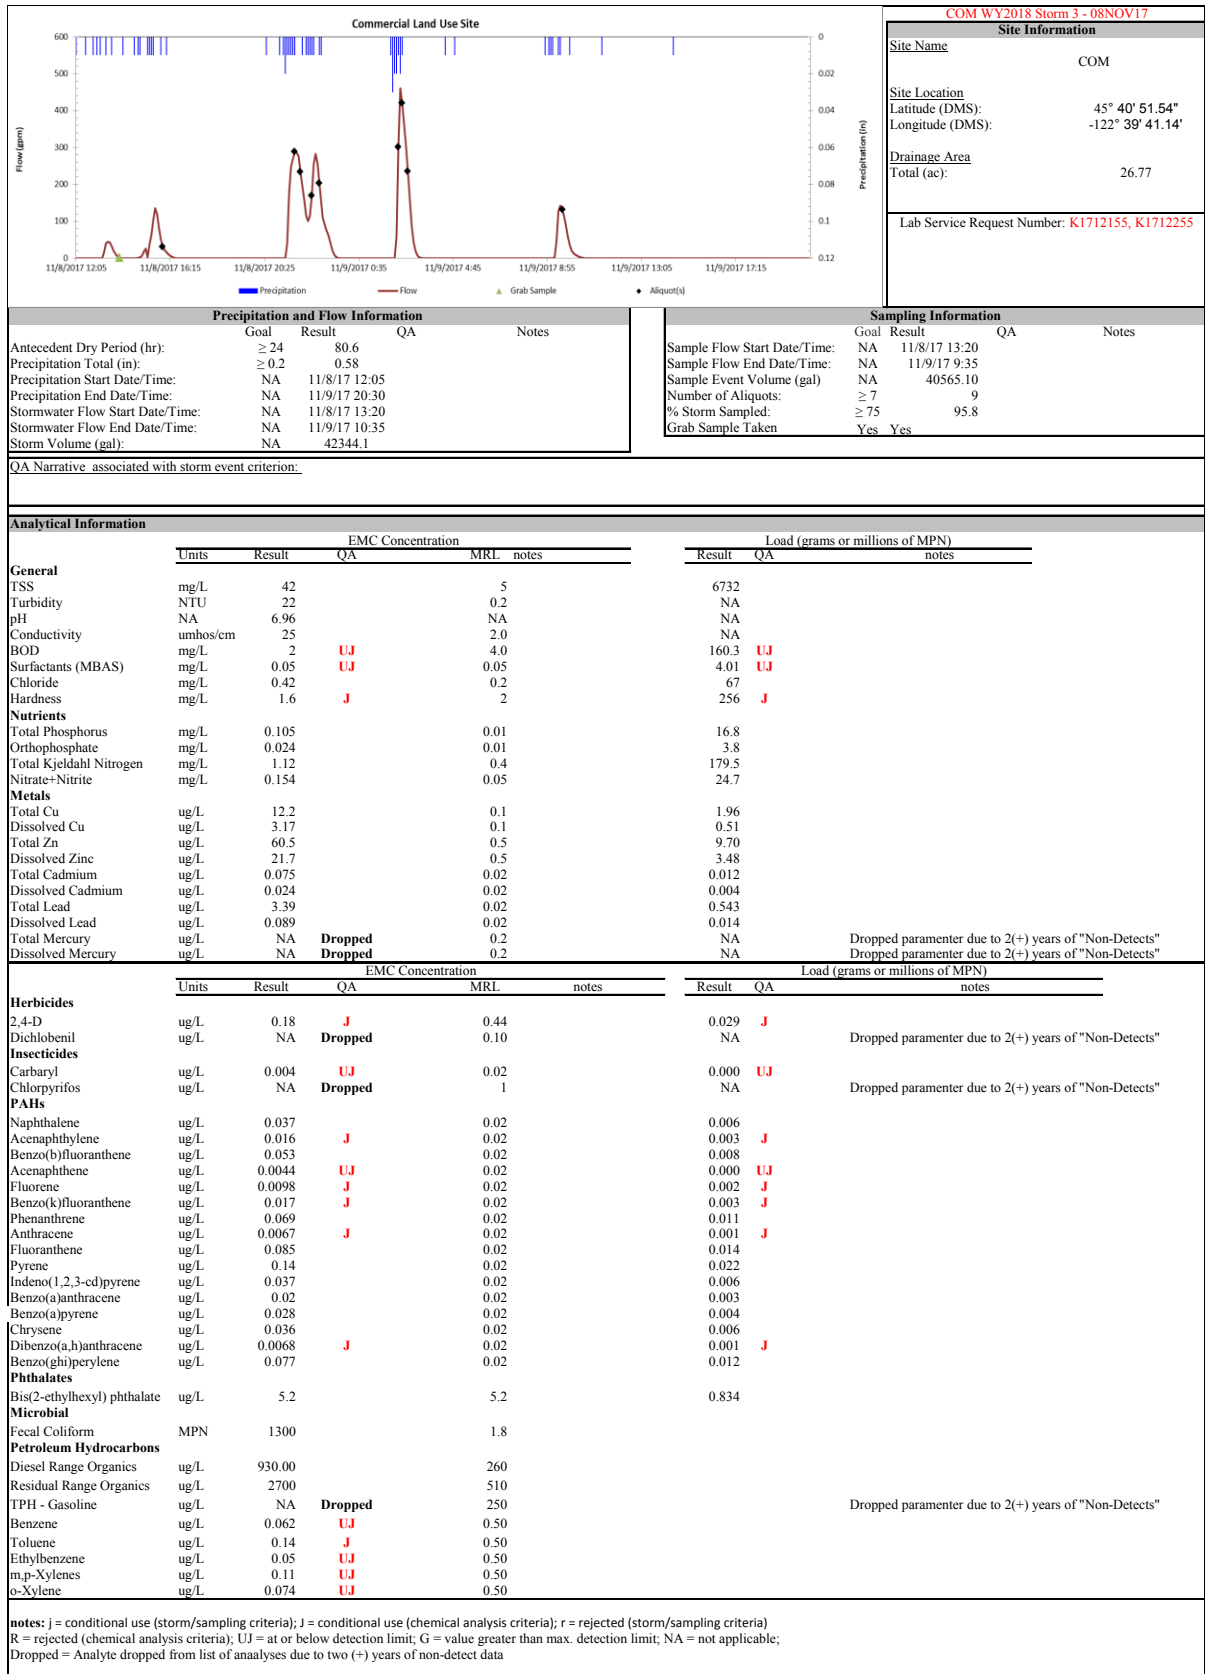 Commercial Land Use Site
600
500
400
300
200
100
0
Flow (gpm)
0
0.02
0.04
0.06
0.08
0.1
0.12
Precipitation (in)
11/8/2017 12:05 11/8/2017 16:15 11/8/2017 20:25 11/9/2017 0:35 11/9/2017 4:45 11/9/2017 8:55 11/9/2017 13:05 11/9/2017 17:15
Precipitation Flow Grab Sample Aliquot(s)
COM WY2018 Storm 3 - 08NOV17
Site Information
Site Name
COM
Site Location
Latitude (DMS): 45° 40' 51.54"
Longitude (DMS): -122° 39' 41.14'
Drainage Area
Total (ac): 26.77
Lab Service Request Number: K1712155, K1712255
Precipitation and Flow Information
Goal Result QA Notes
Antecedent Dry Period (hr): ≥ 24 80.6
Precipitation Total (in): ≥ 0.2 0.58
Precipitation Start Date/Time: NA 11/8/17 12:05
Precipitation End Date/Time: NA 11/9/17 20:30
Stormwater Flow Start Date/Time: NA 11/8/17 13:20
Stormwater Flow End Date/Time: NA 11/9/17 10:35
Storm Volume (gal): NA 42344.1
Sampling Information
Goal Result QA Notes
Sample Flow Start Date/Time: NA 11/8/17 13:20
Sample Flow End Date/Time: NA 11/9/17 9:35
Sample Event Volume (gal) NA 40565.10
Number of Aliquots: ≥ 7 9
% Storm Sampled: ≥ 75 95.8
Grab Sample Taken Yes Yes
QA Narrative associated with storm event criterion:
Analytical Information
EMC Concentration Load (grams or millions of MPN)
Units Result QA MRL notes Result QA notes
General
TSS mg/L 42 5 6732
Turbidity NTU 22 0.2 NA
pH NA 6.96 NA NA
Conductivity umhos/cm 25 2.0 NA
BOD mg/L 2 UJ 4.0 160.3 UJ
Surfactants (MBAS) mg/L 0.05 UJ 0.05 4.01 UJ
Chloride mg/L 0.42 0.2 67
Hardness mg/L 1.6 J 2 256 J
Nutrients
Total Phosphorus mg/L 0.105 0.01 16.8
Orthophosphate mg/L 0.024 0.01 3.8
Total Kjeldahl Nitrogen mg/L 1.12 0.4 179.5
Nitrate+Nitrite mg/L 0.154 0.05 24.7
Metals
Total Cu ug/L 12.2 0.1 1.96
Dissolved Cu ug/L 3.17 0.1 0.51
Total Zn ug/L 60.5 0.5 9.70
Dissolved Zinc ug/L 21.7 0.5 3.48
Total Cadmium ug/L 0.075 0.02 0.012
Dissolved Cadmium ug/L 0.024 0.02 0.004
Total Lead ug/L 3.39 0.02 0.543
Dissolved Lead ug/L 0.089 0.02 0.014
Total Mercury ug/L NA Dropped 0.2 NA Dropped paramenter due to 2(+) years of "Non-Detects"
Dissolved Mercury ug/L NA Dropped 0.2 NA Dropped paramenter due to 2(+) years of "Non-Detects"
EMC Concentration Load (grams or millions of MPN)
Units Result QA MRL notes Result QA notes
Herbicides
2,4-D ug/L 0.18 J 0.44 0.029 J
Dichlobenil ug/L NA Dropped 0.10 NA Dropped paramenter due to 2(+) years of "Non-Detects"
Insecticides
Carbaryl ug/L 0.004 UJ 0.02 0.000 UJ
Chlorpyrifos ug/L NA Dropped 1 NA Dropped paramenter due to 2(+) years of "Non-Detects"
PAHs
Naphthalene ug/L 0.037 0.02 0.006
Acenaphthylene ug/L 0.016 J 0.02 0.003 J
Benzo(b)fluoranthene ug/L 0.053 0.02 0.008
Acenaphthene ug/L 0.0044 UJ 0.02 0.000 UJ
Fluorene ug/L 0.0098 J 0.02 0.002 J
Benzo(k)fluoranthene ug/L 0.017 J 0.02 0.003 J
Phenanthrene ug/L 0.069 0.02 0.011
Anthracene ug/L 0.0067 J 0.02 0.001 J
Fluoranthene ug/L 0.085 0.02 0.014
Pyrene ug/L 0.14 0.02 0.022
Indeno(1,2,3-cd)pyrene ug/L 0.037 0.02 0.006
Benzo(a)anthracene ug/L 0.02 0.02 0.003
Benzo(a)pyrene ug/L 0.028 0.02 0.004
Chrysene ug/L 0.036 0.02 0.006
Dibenzo(a,h)anthracene ug/L 0.0068 J 0.02 0.001 J
Benzo(ghi)perylene ug/L 0.077 0.02 0.012
Phthalates
Bis(2-ethylhexyl) phthalate ug/L 5.2 5.2 0.834
Microbial
Fecal Coliform MPN 1300 1.8
Petroleum Hydrocarbons
Diesel Range Organics ug/L 930.00 260
Residual Range Organics ug/L 2700 510
TPH - Gasoline ug/L NA Dropped 250 Dropped paramenter due to 2(+) years of "Non-Detects"
Benzene ug/L 0.062 UJ 0.50
Toluene ug/L 0.14 J 0.50
Ethylbenzene ug/L 0.05 UJ 0.50
m,p-Xylenes ug/L 0.11 UJ 0.50
o-Xylene ug/L 0.074 UJ 0.50
notes: j = conditional use (storm/sampling criteria); J = conditional use (chemical analysis criteria); r = rejected (storm/sampling criteria)
R = rejected (chemical analysis criteria); UJ = at or below detection limit; G = value greater than max. detection limit; NA = not applicable;
Dropped = Analyte dropped from list of anaalyses due to two (+) years of non-detect data